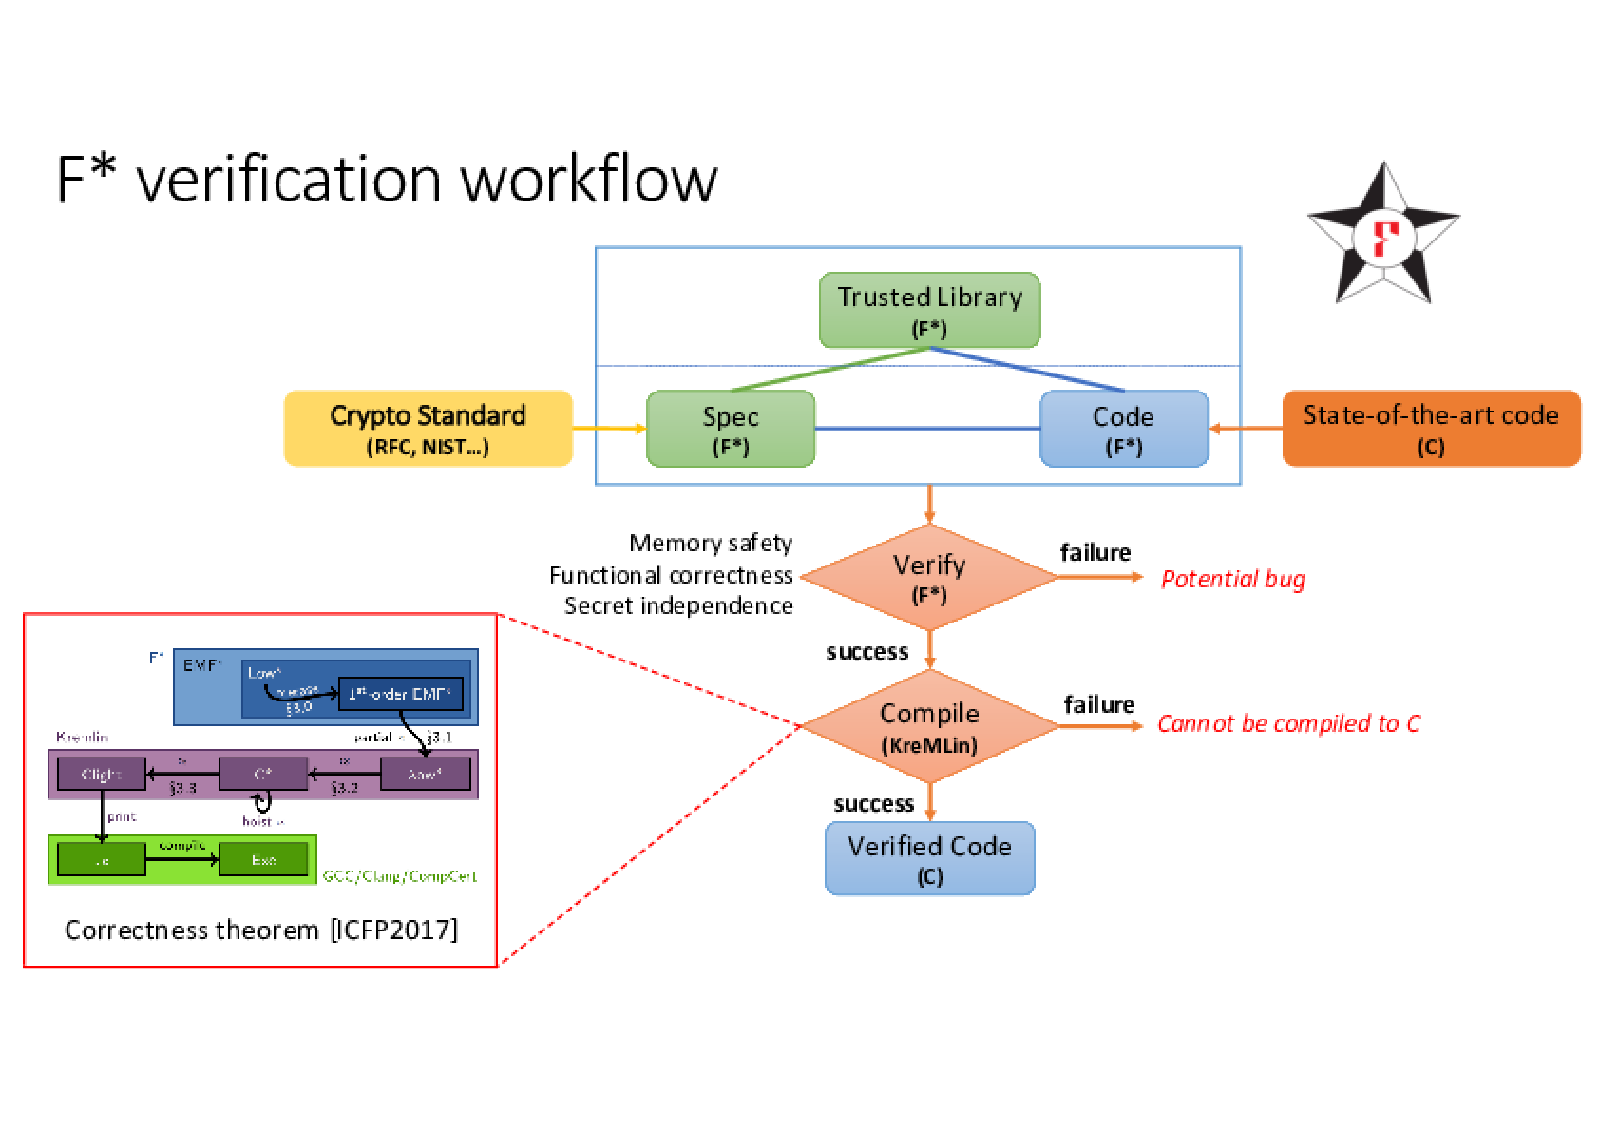 F* verification workflow
F
Trusted Library
(F*)
Crypto Standard
(RFC, NIST...)
Spec
(F*)
Code
(F*)
State-of-the-art code
(C)
Memory safety
Functional correctness
Secret independence
Verify
(F*)
failure
Potential bug
success
Compile
(KreMLin)
failure
Cannot be compiled to C
success
Verified Code
(C)
F*
EMF*
Low*
§3.0
1st-order EMF*
partial
§3.1
Kremlin
Clight
C*
λow*
§3.3
§3.2
print
hoist
compile
.c
Exe
GCC/Clang/CompCert
Correctness theorem [ICFP2017]